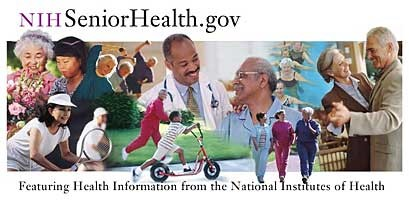 NIHSeniorHealth.gov
Featuring Health Information from the National Institutes of Health